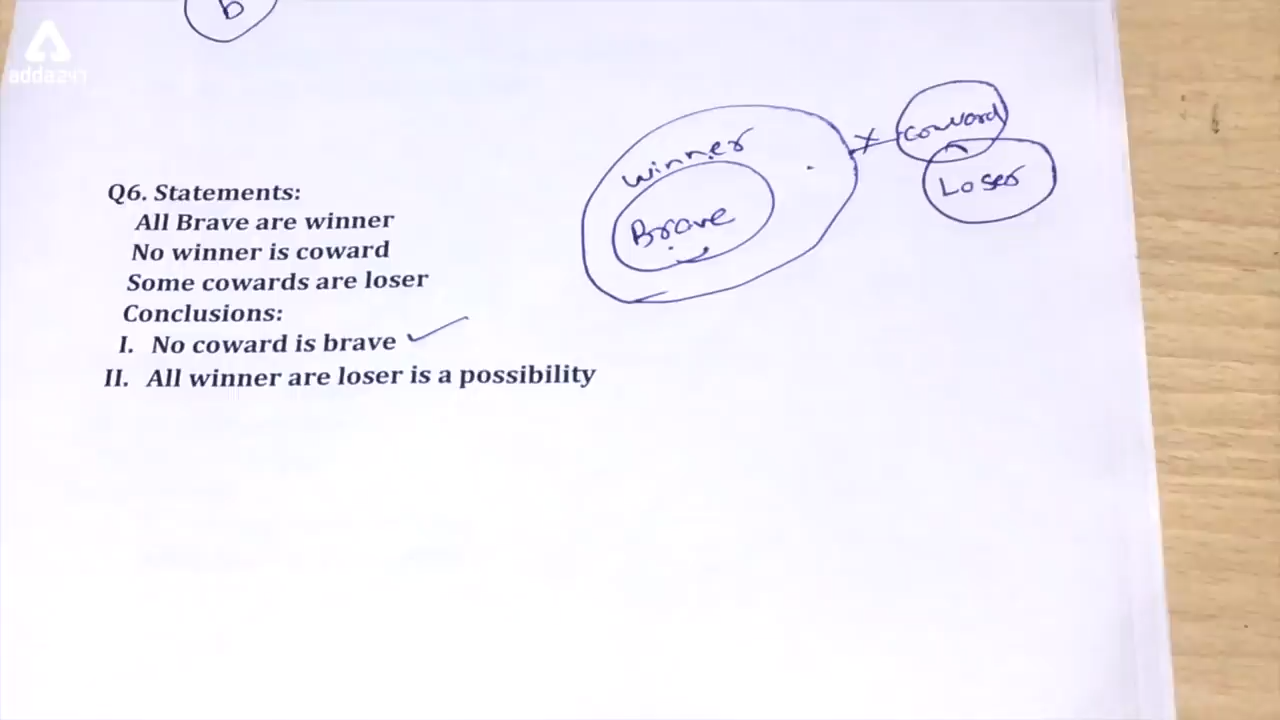 b
adda247
Winner
Coward
Loser
Brave
Q6. Statements:
All Brave are winner
No winner is coward
Some cowards are loser
Conclusions:
I. No coward is brave
II. All winner are loser is a possibility